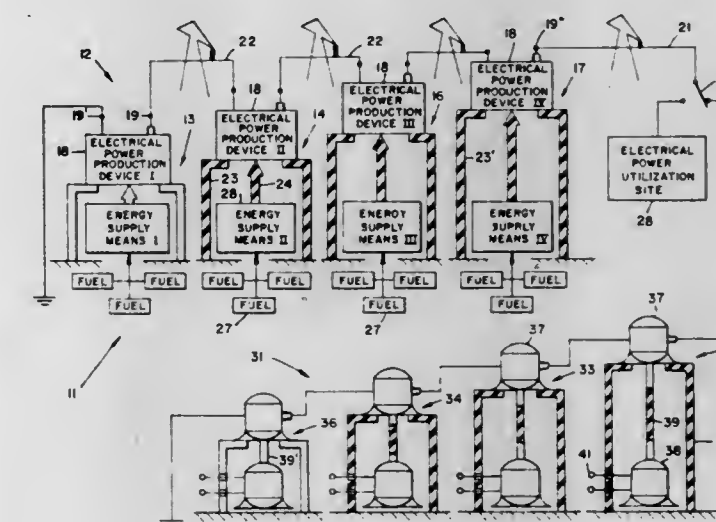 12
22
22
18
18
19"
21
19'
19
18
18
13
14
16
17
ELECTRICAL
POWER
PRODUCTION
DEVICE I
ELECTRICAL
POWER
PRODUCTION
DEVICE II
ELECTRICAL
POWER
PRODUCTION
DEVICE III
ELECTRICAL
POWER
PRODUCTION
DEVICE IV
ELECTRICAL
POWER
UTILIZATION
SITE
28
23
24
28
23'
ENERGY
SUPPLY
MEANS I
ENERGY
SUPPLY
MEANS II
ENERGY
SUPPLY
MEANS III
ENERGY
SUPPLY
MEANS IV
FUEL FUEL
FUEL
FUEL FUEL
FUEL
FUEL FUEL
FUEL
FUEL FUEL
FUEL
27
27
11
31
37
37
36
34
33
39'
39
38
41